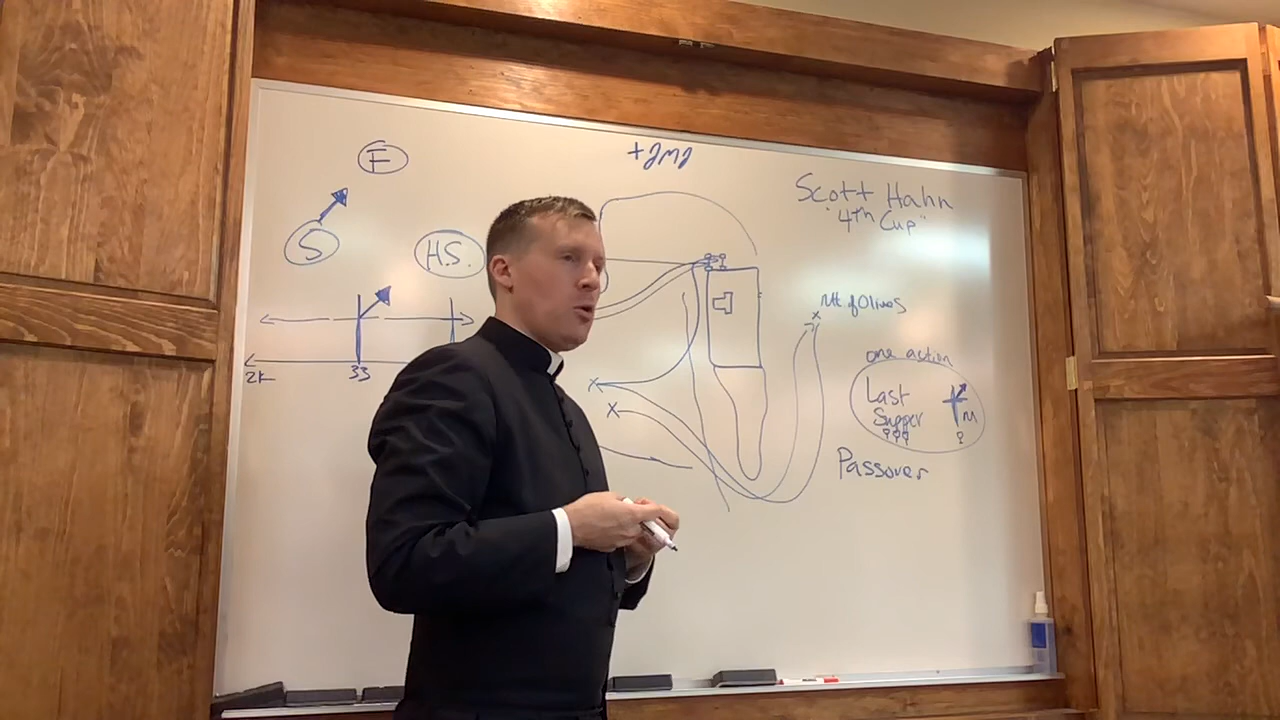 F
S
H.S.
2K
33
+JMJ
Scott Hahn
"4th Cup"
Mt of Olives
one action
Last
Supper
M
Passover